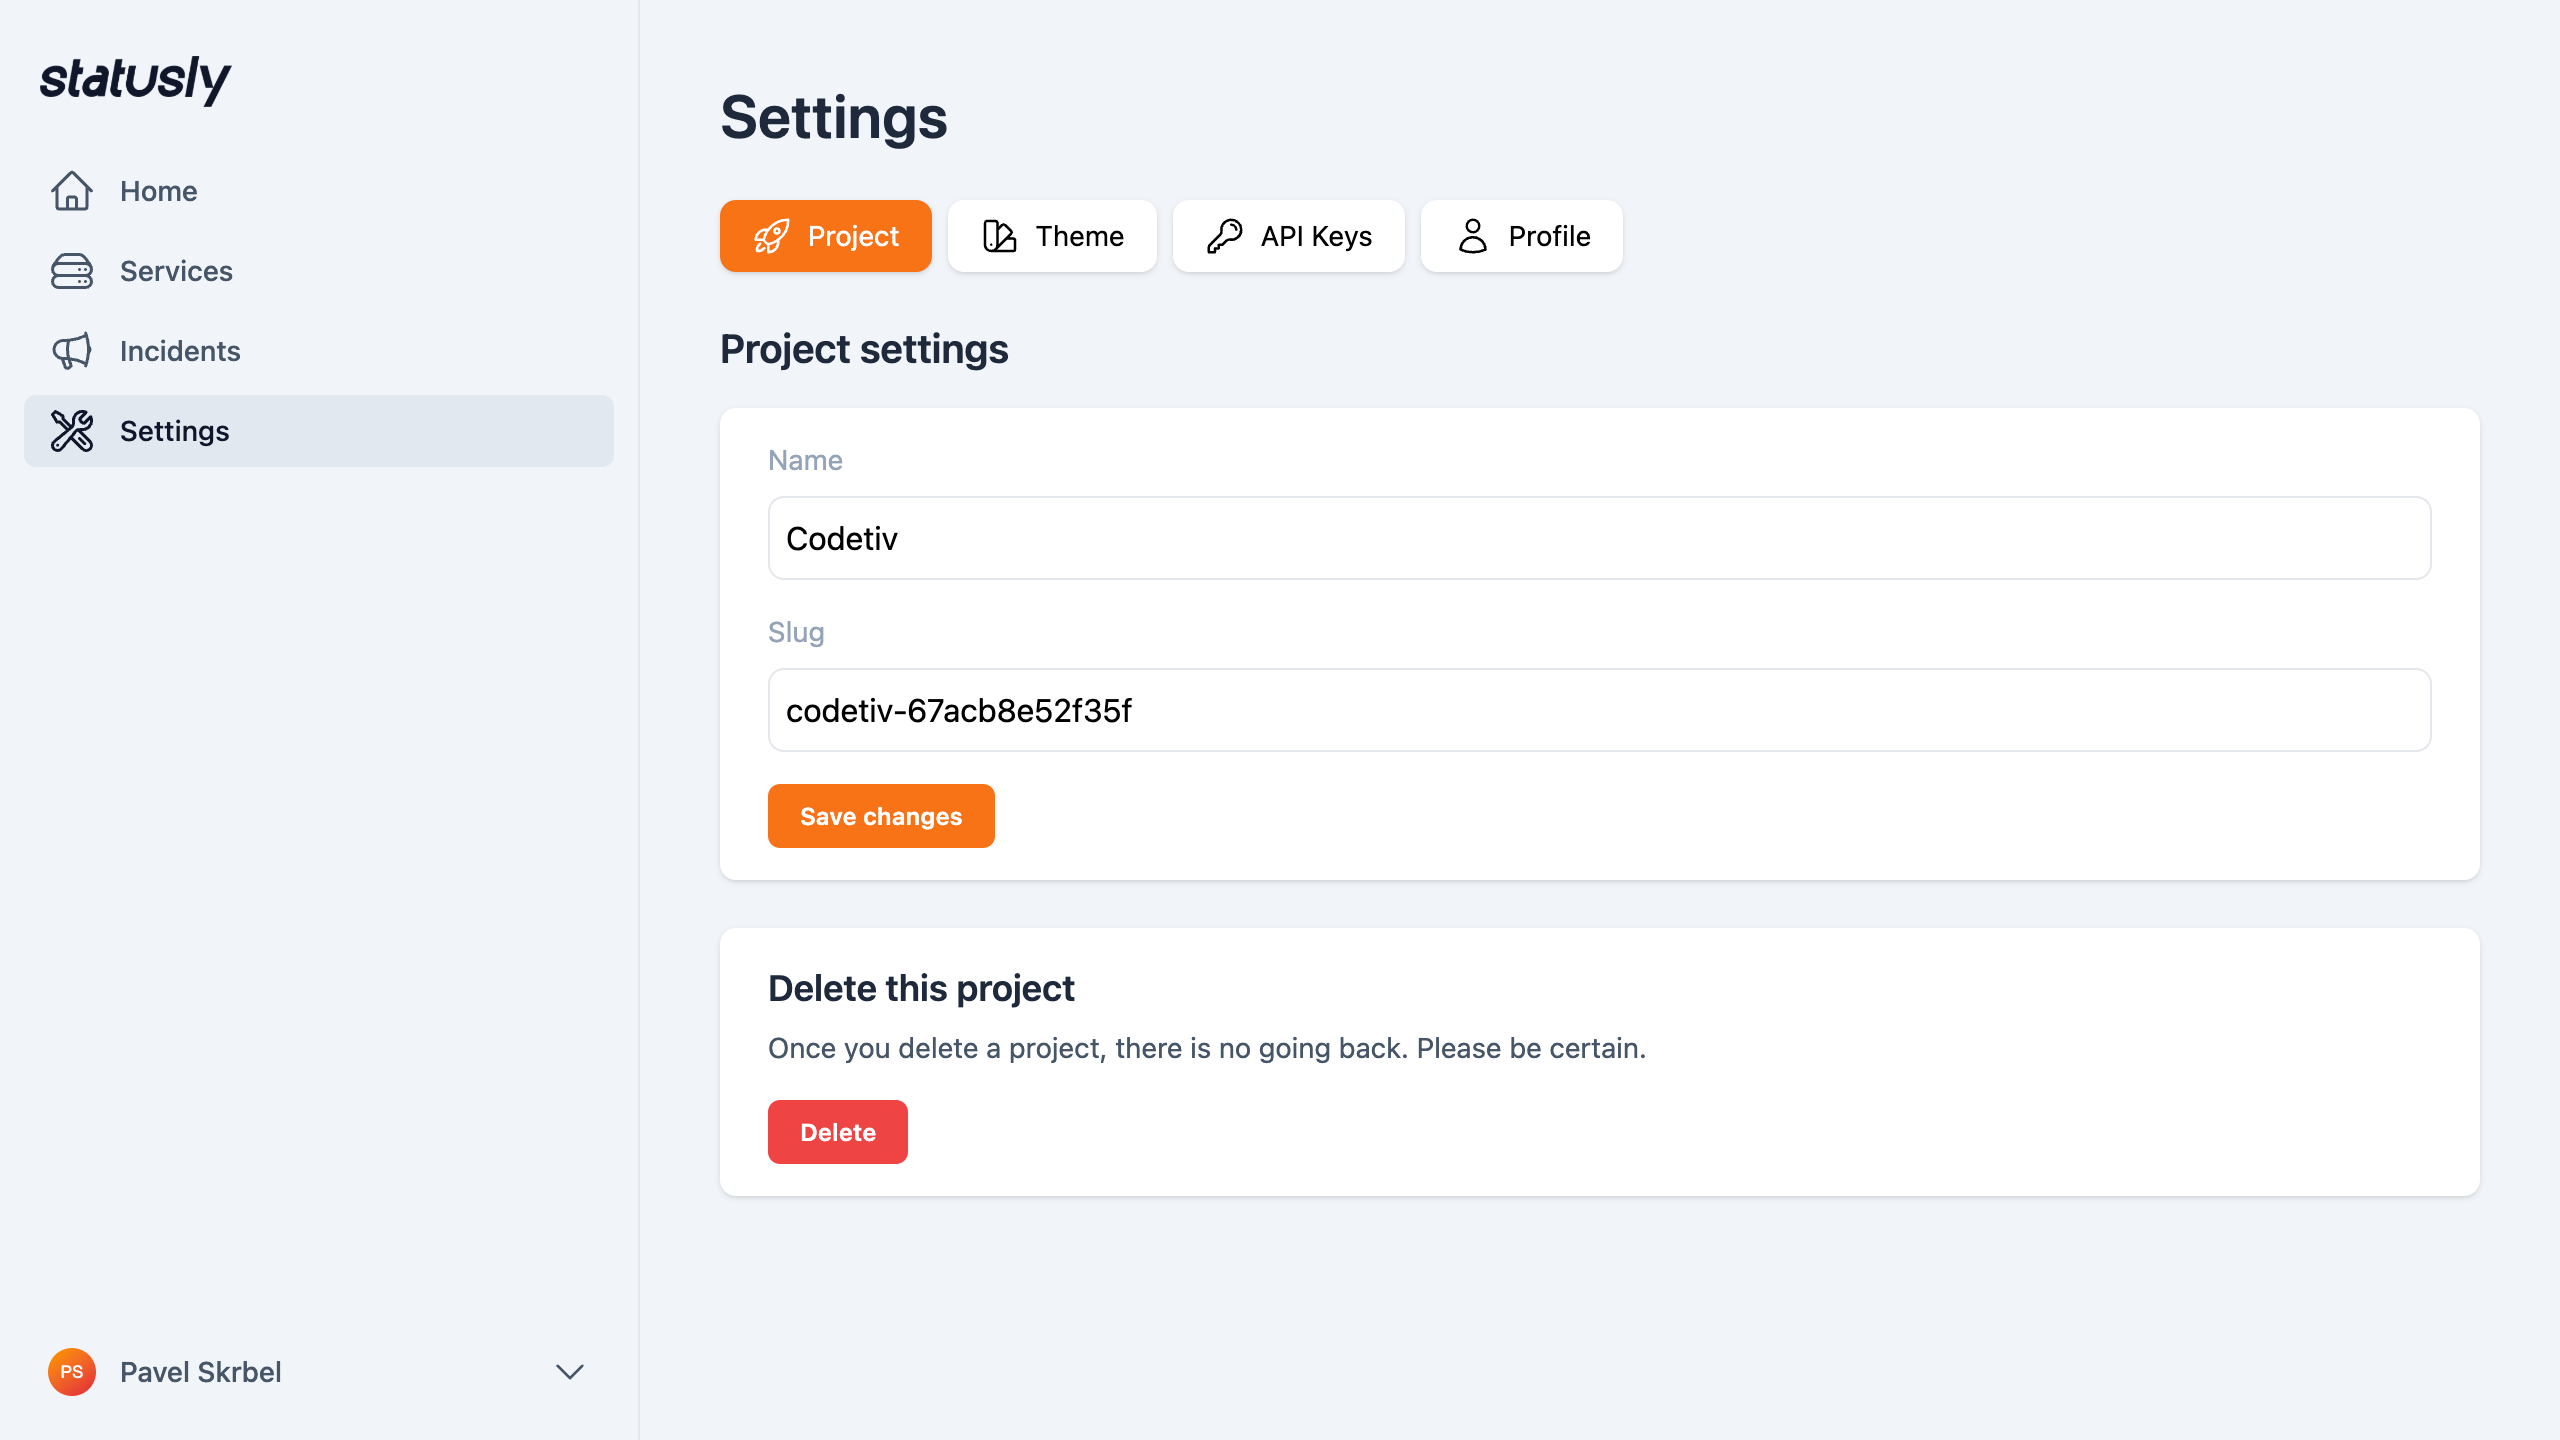 statusly
Home
Services
Incidents
Settings
PS
Pavel Skrbel
Settings
Project
Theme
API Keys
Profile
Project settings
Name
Codetiv
Slug
codetiv-67acb8e52f35f
Save changes
Delete this project
Once you delete a project, there is no going back. Please be certain.
Delete